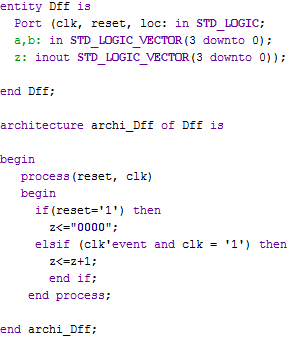 entity Dff is
Port (clk, reset, loc: in STD_LOGIC;
a,b: in STD_LOGIC_VECTOR(3 downto 0);
z: inout STD_LOGIC_VECTOR(3 downto 0));
end Dff;
architecture archi_Dff of Dff is
begin
process(reset, clk)
begin
if(reset='1') then
z<="0000";
elsif (clk'event and clk = '1') then
z<=z+1;
end if;
end process;
end archi_Dff;